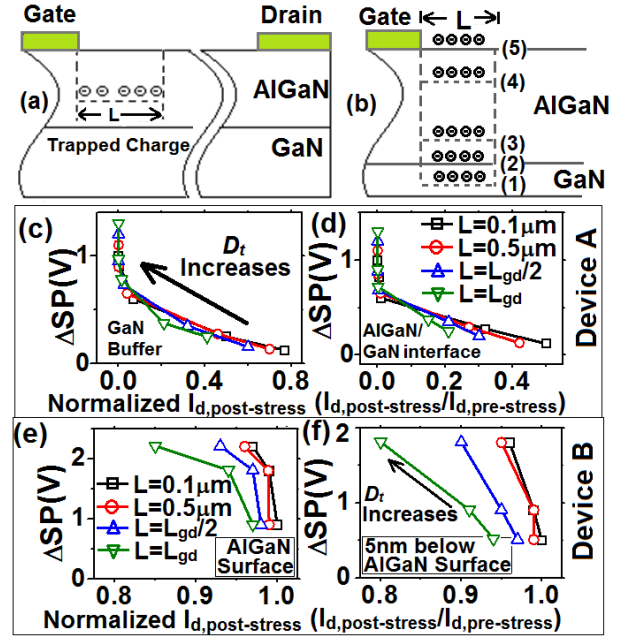 Gate
Drain
(a)
AlGaN
L
Trapped Charge
GaN
Gate
L
(5)
(4)
(b)
AlGaN
(3)
(2)
(1)
GaN
(c)
ΔSP(V)
1
0
Dt
Increases
GaN
Buffer
0.0 0.4 0.8
(d)
L=0.1μm
L=0.5μm
L=Lgd/2
L=Lgd
AlGaN/
GaN interface
0.0 0.2 0.4
Device A
Normalized Id,post-stress (Id,post-stress/Id,pre-stress)
(e)
ΔSP(V)
2
1
0
L=0.1μm
L=0.5μm
L=Lgd/2
L=Lgd
AlGaN
Surface
0.8 0.9 1.0
(f)
ΔSP(V)
2
1
0
Dt
Increases
5nm below
AlGaN Surface
0.8 0.9 1.0
Device B
Normalized Id,post-stress (Id,post-stress/Id,pre-stress)